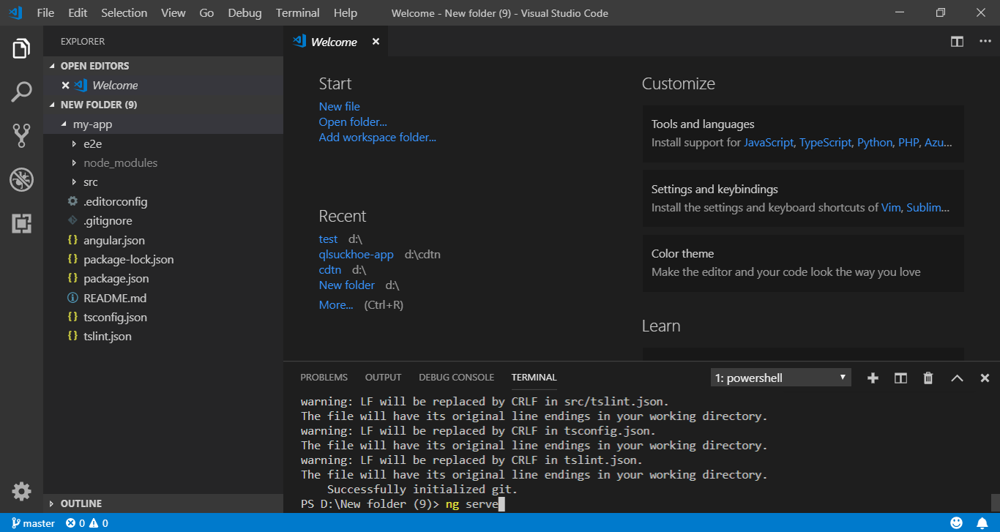 File Edit Selection View Go Debug Terminal Help Welcome - New folder (9) - Visual Studio Code
EXPLORER
OPEN EDITORS
Welcome
NEW FOLDER (9)
my-app
e2e
node_modules
src
.editorconfig
.gitignore
angular.json
package-lock.json
package.json
README.md
tsconfig.json
tslint.json
OUTLINE
Welcome
Start
New file
Open folder...
Add workspace folder...
Recent
test d:\
qlsuckhoe-app d:\cdtn
cdtn d:\
New folder d:\
More... (Ctrl+R)
Customize
Tools and languages
Install support for JavaScript, TypeScript, Python, PHP, Azu...
Settings and keybindings
Install the settings and keyboard shortcuts of Vim, Sublim...
Color theme
Make the editor and your code look the way you love
Learn
PROBLEMS OUTPUT DEBUG CONSOLE TERMINAL 1: powershell
warning: LF will be replaced by CRLF in src/tslint.json.
The file will have its original line endings in your working directory.
warning: LF will be replaced by CRLF in tsconfig.json.
The file will have its original line endings in your working directory.
warning: LF will be replaced by CRLF in tslint.json.
The file will have its original line endings in your working directory.
Successfully initialized git.
PS D:\New folder (9)> ng serve
master 0 0